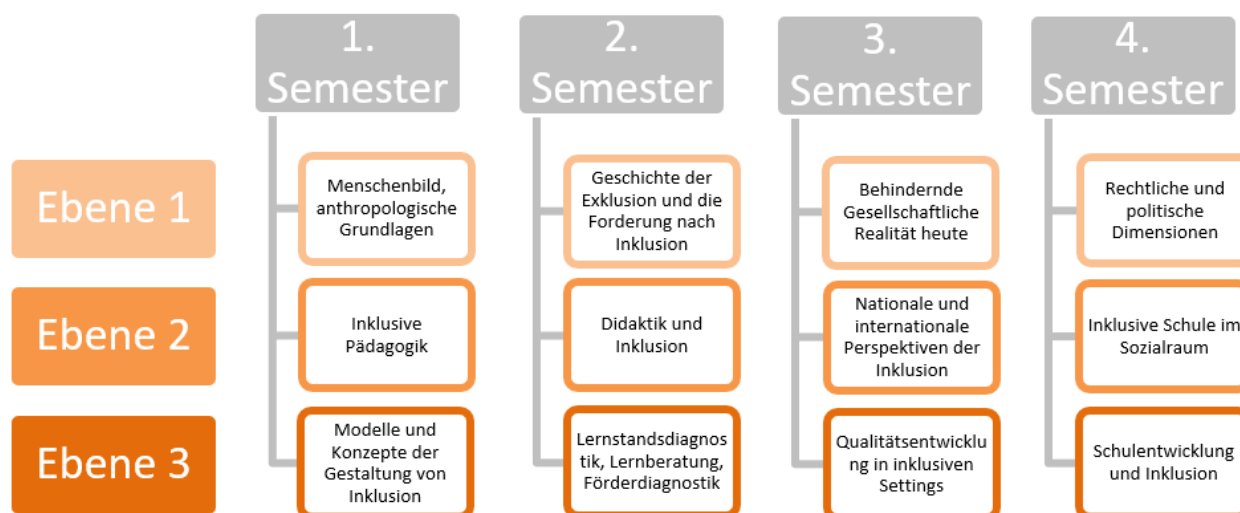 1.
Semester
2.
Semester
3.
Semester
4.
Semester
Ebene 1
Menschenbild,
anthropologische
Grundlagen
Geschichte der
Exklusion und die
Forderung nach
Inklusion
Behindernde
Gesellschaftliche
Realität heute
Rechtliche und
politische
Dimensionen
Ebene 2
Inklusive
Pädagogik
Didaktik und
Inklusion
Nationale und
internationale
Perspektiven der
Inklusion
Inklusive Schule im
Sozialraum
Ebene 3
Modelle und
Konzepte der
Gestaltung von
Inklusion
Lernstandsdiagnos
tik, Lernberatung,
Förderdiagnostik
Qualitätsentwicklu
ng in inklusiven
Settings
Schulentwicklung
und Inklusion